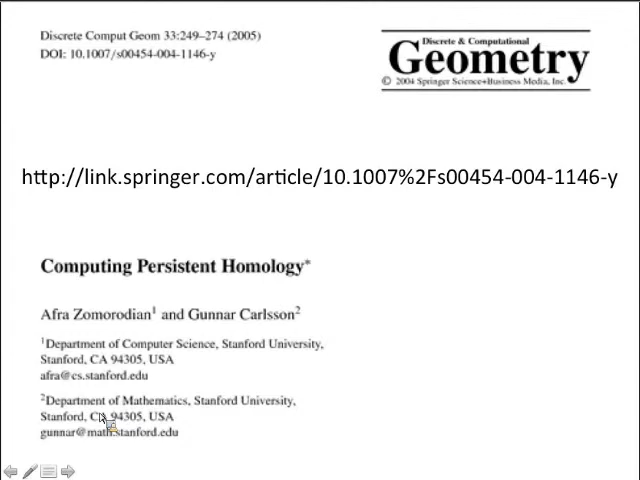 Discrete Comput Geom 33:249–274 (2005)
DOI: 10.1007/s00454-004-1146-y
Discrete & Computational
Geometry
© 2004 Springer Science+Business Media, Inc.
http://link.springer.com/article/10.1007%2Fs00454-004-1146-y
Computing Persistent Homology*
Afra Zomorodian¹ and Gunnar Carlsson²
¹Department of Computer Science, Stanford University,
Stanford, CA 94305, USA
afra@cs.stanford.edu
²Department of Mathematics, Stanford University,
Stanford, CA 94305, USA
gunnar@math.stanford.edu